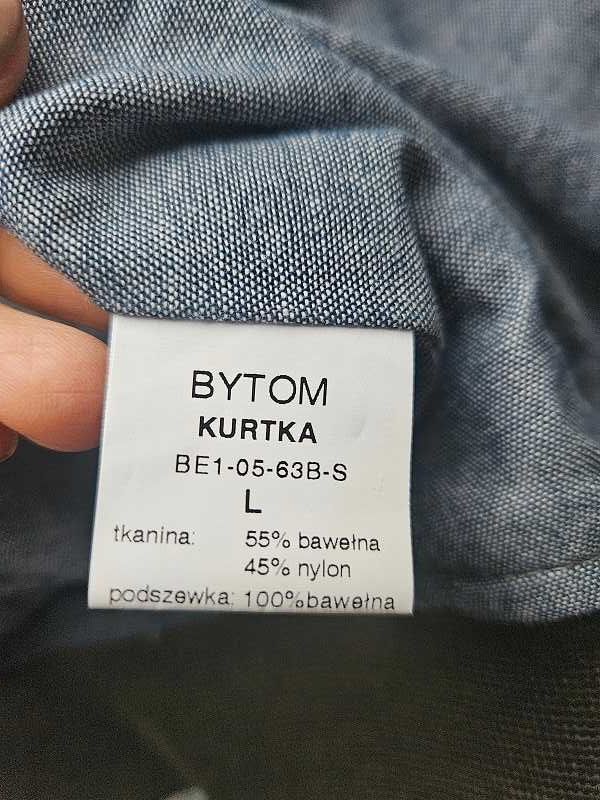 BYTOM
KURTKA
BE1-05-63B-S
L
tkanina: 55% bawełna
45% nylon
podszewka: 100%bawełna